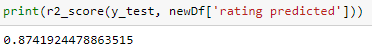 print(r2_score(y_test, newDf['rating predicted']))
0.8741924478863515